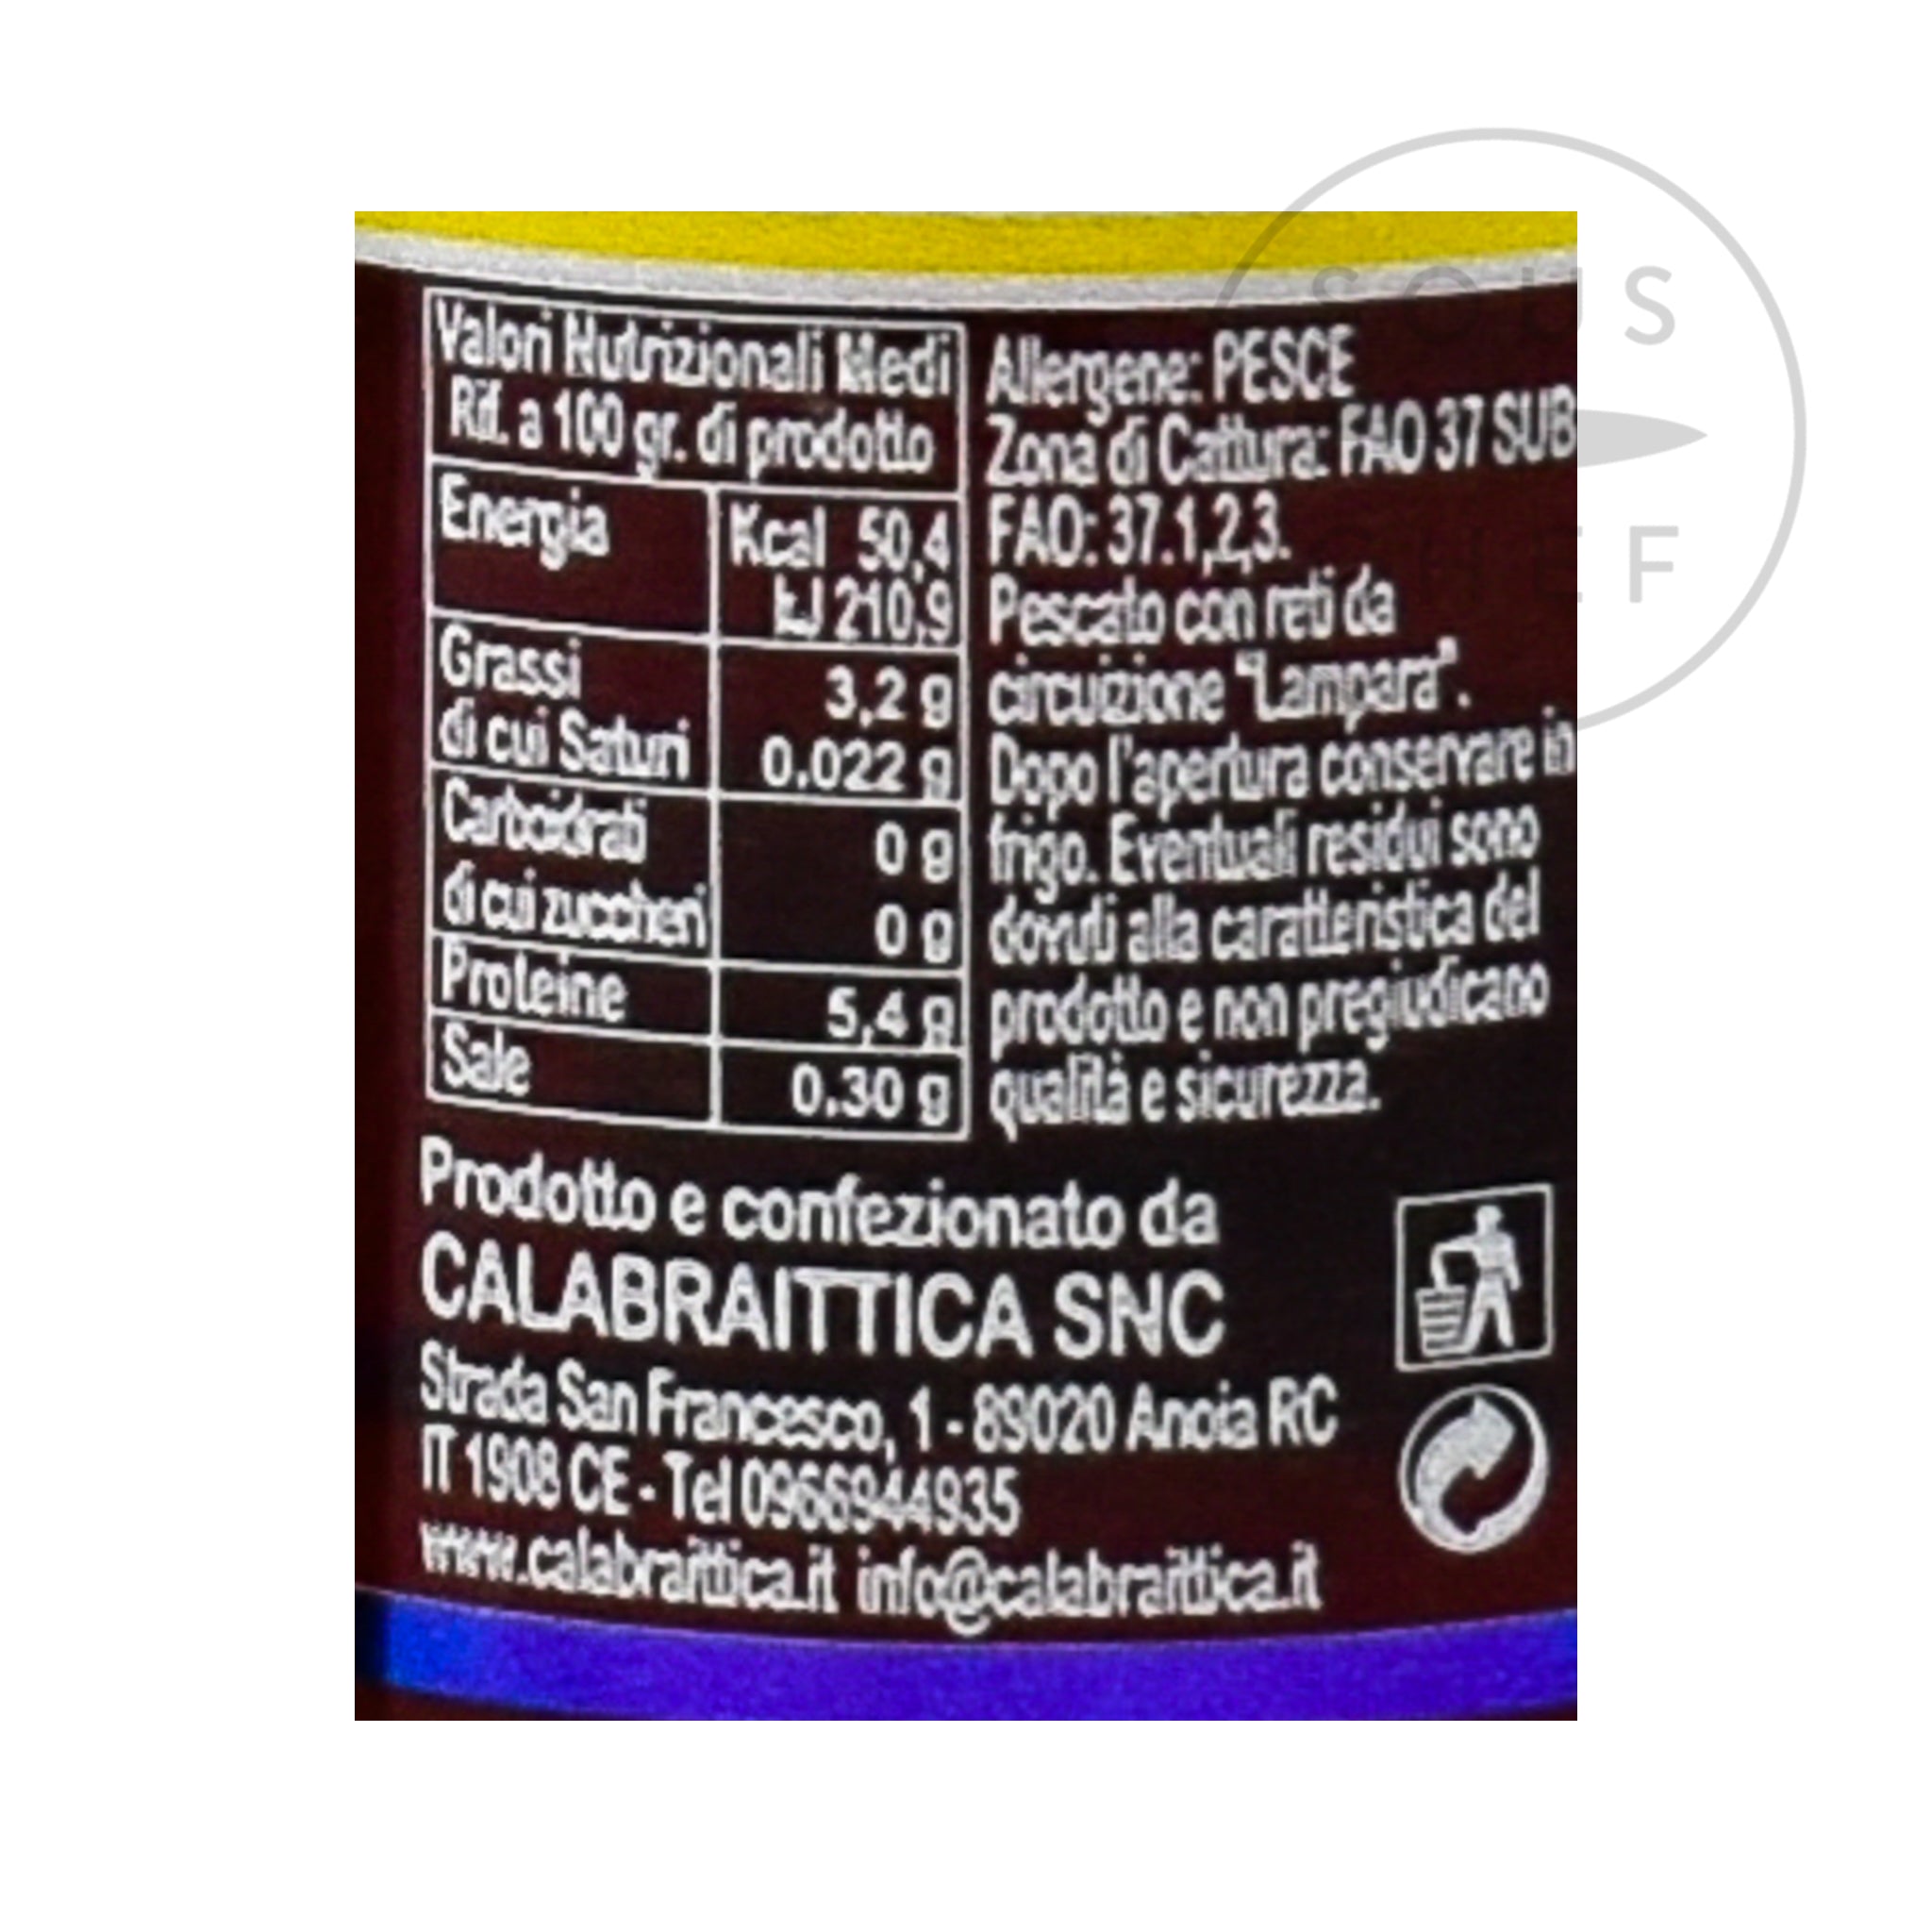 SOUS
CHEF
Valori Nutrizionali Medi
Rif. a 100 gr. di prodotto
Energia Kcal 50,4
kJ 210,9
Grassi 3,2 g
di cui Saturi 0.022 g
Carboidrati 0 g
di cui zuccheri 0 g
Proteine 5,4 g
Sale 0.30 g
Allergene: PESCE
Zona di Cattura: FAO 37 SUB
FAO: 37.1,2,3.
Pescato con reti da
circuizione "Lampara".
Dopo l'apertura conservare in
frigo. Eventuali residui sono
dovuti alla caratteristica del
prodotto e non pregiudicano
qualità e sicurezza.
Prodotto e confezionato da
CALABRAITTICA SNC
Strada San Francesco, 1 - 89020 Anoia RC
IT 1908 CE - Tel 0966944935
www.calabraittica.it info@calabraittica.it